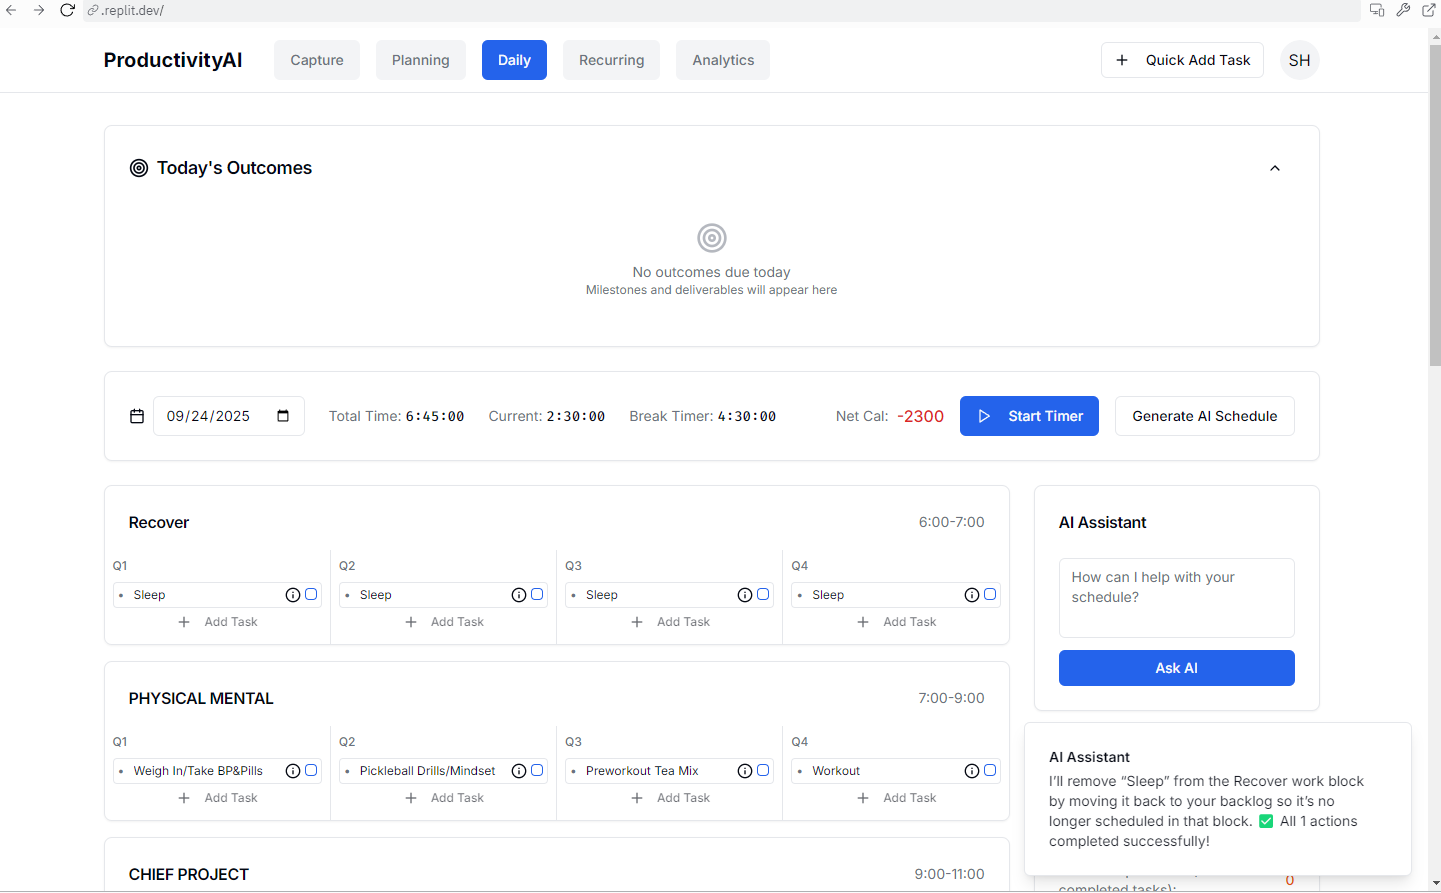 .replit.dev/
ProductivityAI
Capture
Planning
Daily
Recurring
Analytics
Quick Add Task
SH
Today's Outcomes
No outcomes due today
Milestones and deliverables will appear here
09/24/2025
Total Time: 6:45:00
Current: 2:30:00
Break Timer: 4:30:00
Net Cal: -2300
Start Timer
Generate AI Schedule
Recover
6:00-7:00
Q1
Sleep
Add Task
Q2
Sleep
Add Task
Q3
Sleep
Add Task
Q4
Sleep
Add Task
PHYSICAL MENTAL
7:00-9:00
Q1
Weigh In/Take BP&Pills
Add Task
Q2
Pickleball Drills/Mindset
Add Task
Q3
Preworkout Tea Mix
Add Task
Q4
Workout
Add Task
CHIEF PROJECT
9:00-11:00
AI Assistant
How can I help with your
schedule?
Ask AI
AI Assistant
I'll remove “Sleep” from the Recover work block
by moving it back to your backlog so it's no
longer scheduled in that block. ✅ All 1 actions
completed successfully!
completed tasks):
0